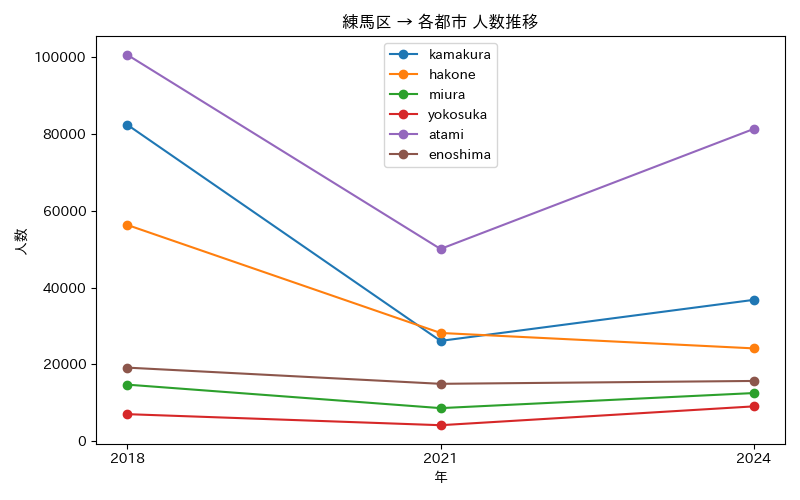 練馬区 → 各都市 人数推移
kamakura
hakone
miura
yokosuka
atami
enoshima
人数
100000
80000
60000
40000
20000
0
2018
2021
2024
年